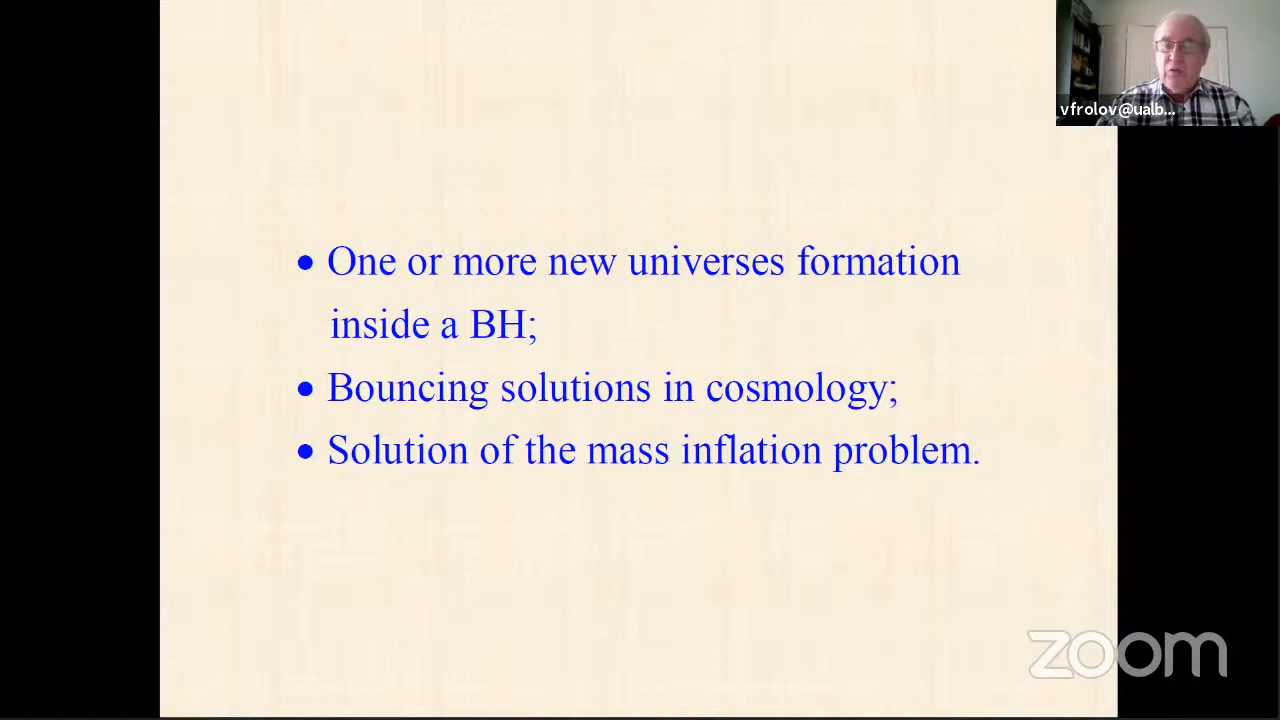 vfrolov@ualb...
• One or more new universes formation
inside a BH;
• Bouncing solutions in cosmology;
• Solution of the mass inflation problem.
zoom